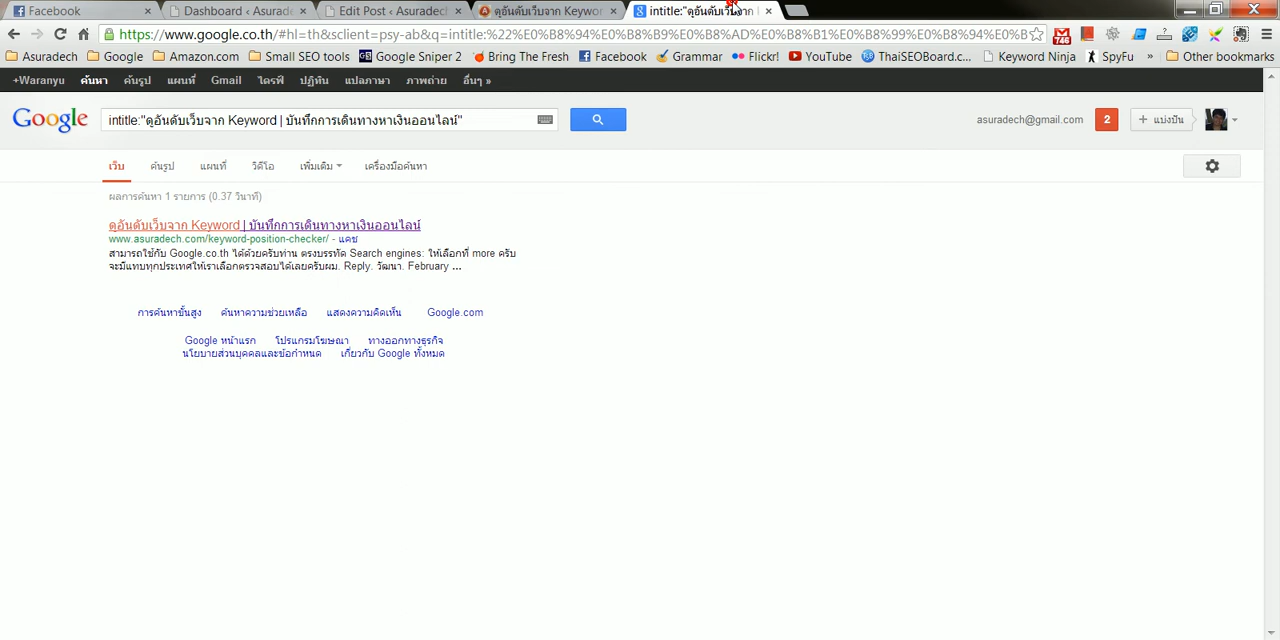 Facebook
Dashboard ‹ Asurade
Edit Post ‹ Asuradec
ดูอันดับเว็บจาก Keywor
intitle:"ดูอันดับเว็บจาก
https://www.google.co.th/#hl=th&sclient=psy-ab&q=intitle:%22%E0%B8%94%E0%B8%B9%E0%B8%AD%E0%B8%B1%E0%B8%99%E0%B8%94%E0%B8%B1%E0%B8%9A%E0%B9%80%E0%B8%94%E0%B
746
Asuradech
Google
Amazon.com
Small SEO tools
Google Sniper 2
Bring The Fresh
Facebook
Grammar
Flickr!
YouTube
ThaiSEOBoard.c...
Keyword Ninja
SpyFu
»
Other bookmarks
+Waranyu ค้นหา ค้นรูป แผนที่ Gmail ไดรฟ์ ปฏิทิน แปลภาษา ภาพถ่าย อื่นๆ »
Google
intitle:"ดูอันดับเว็บจาก Keyword | บันทึกการเดินทางหาเงินออนไลน์"
asuradech@gmail.com
2
+ แบ่งปัน
เว็บ ค้นรูป แผนที่ วิดีโอ เพิ่มเติม เครื่องมือค้นหา
ผลการค้นหา 1 รายการ (0.37 วินาที)
ดูอันดับเว็บจาก Keyword | บันทึกการเดินทางหาเงินออนไลน์
www.asuradech.com/keyword-position-checker/ - แคช
สามารถใช้กับ Google.co.th ได้ด้วยครับท่าน ตรงบรรทัด Search engines: ให้เลือกที่ more ครับ
จะมีแทบทุกประเทศให้เราเลือกตรวจสอบได้เลยครับผม. Reply. วัฒนา. February ...
การค้นหาขั้นสูง ค้นหาความช่วยเหลือ แสดงความคิดเห็น Google.com
Google หน้าแรก โปรแกรมโฆษณา ทางออกทางธุรกิจ
นโยบายส่วนบุคคลและข้อกำหนด เกี่ยวกับ Google ทั้งหมด